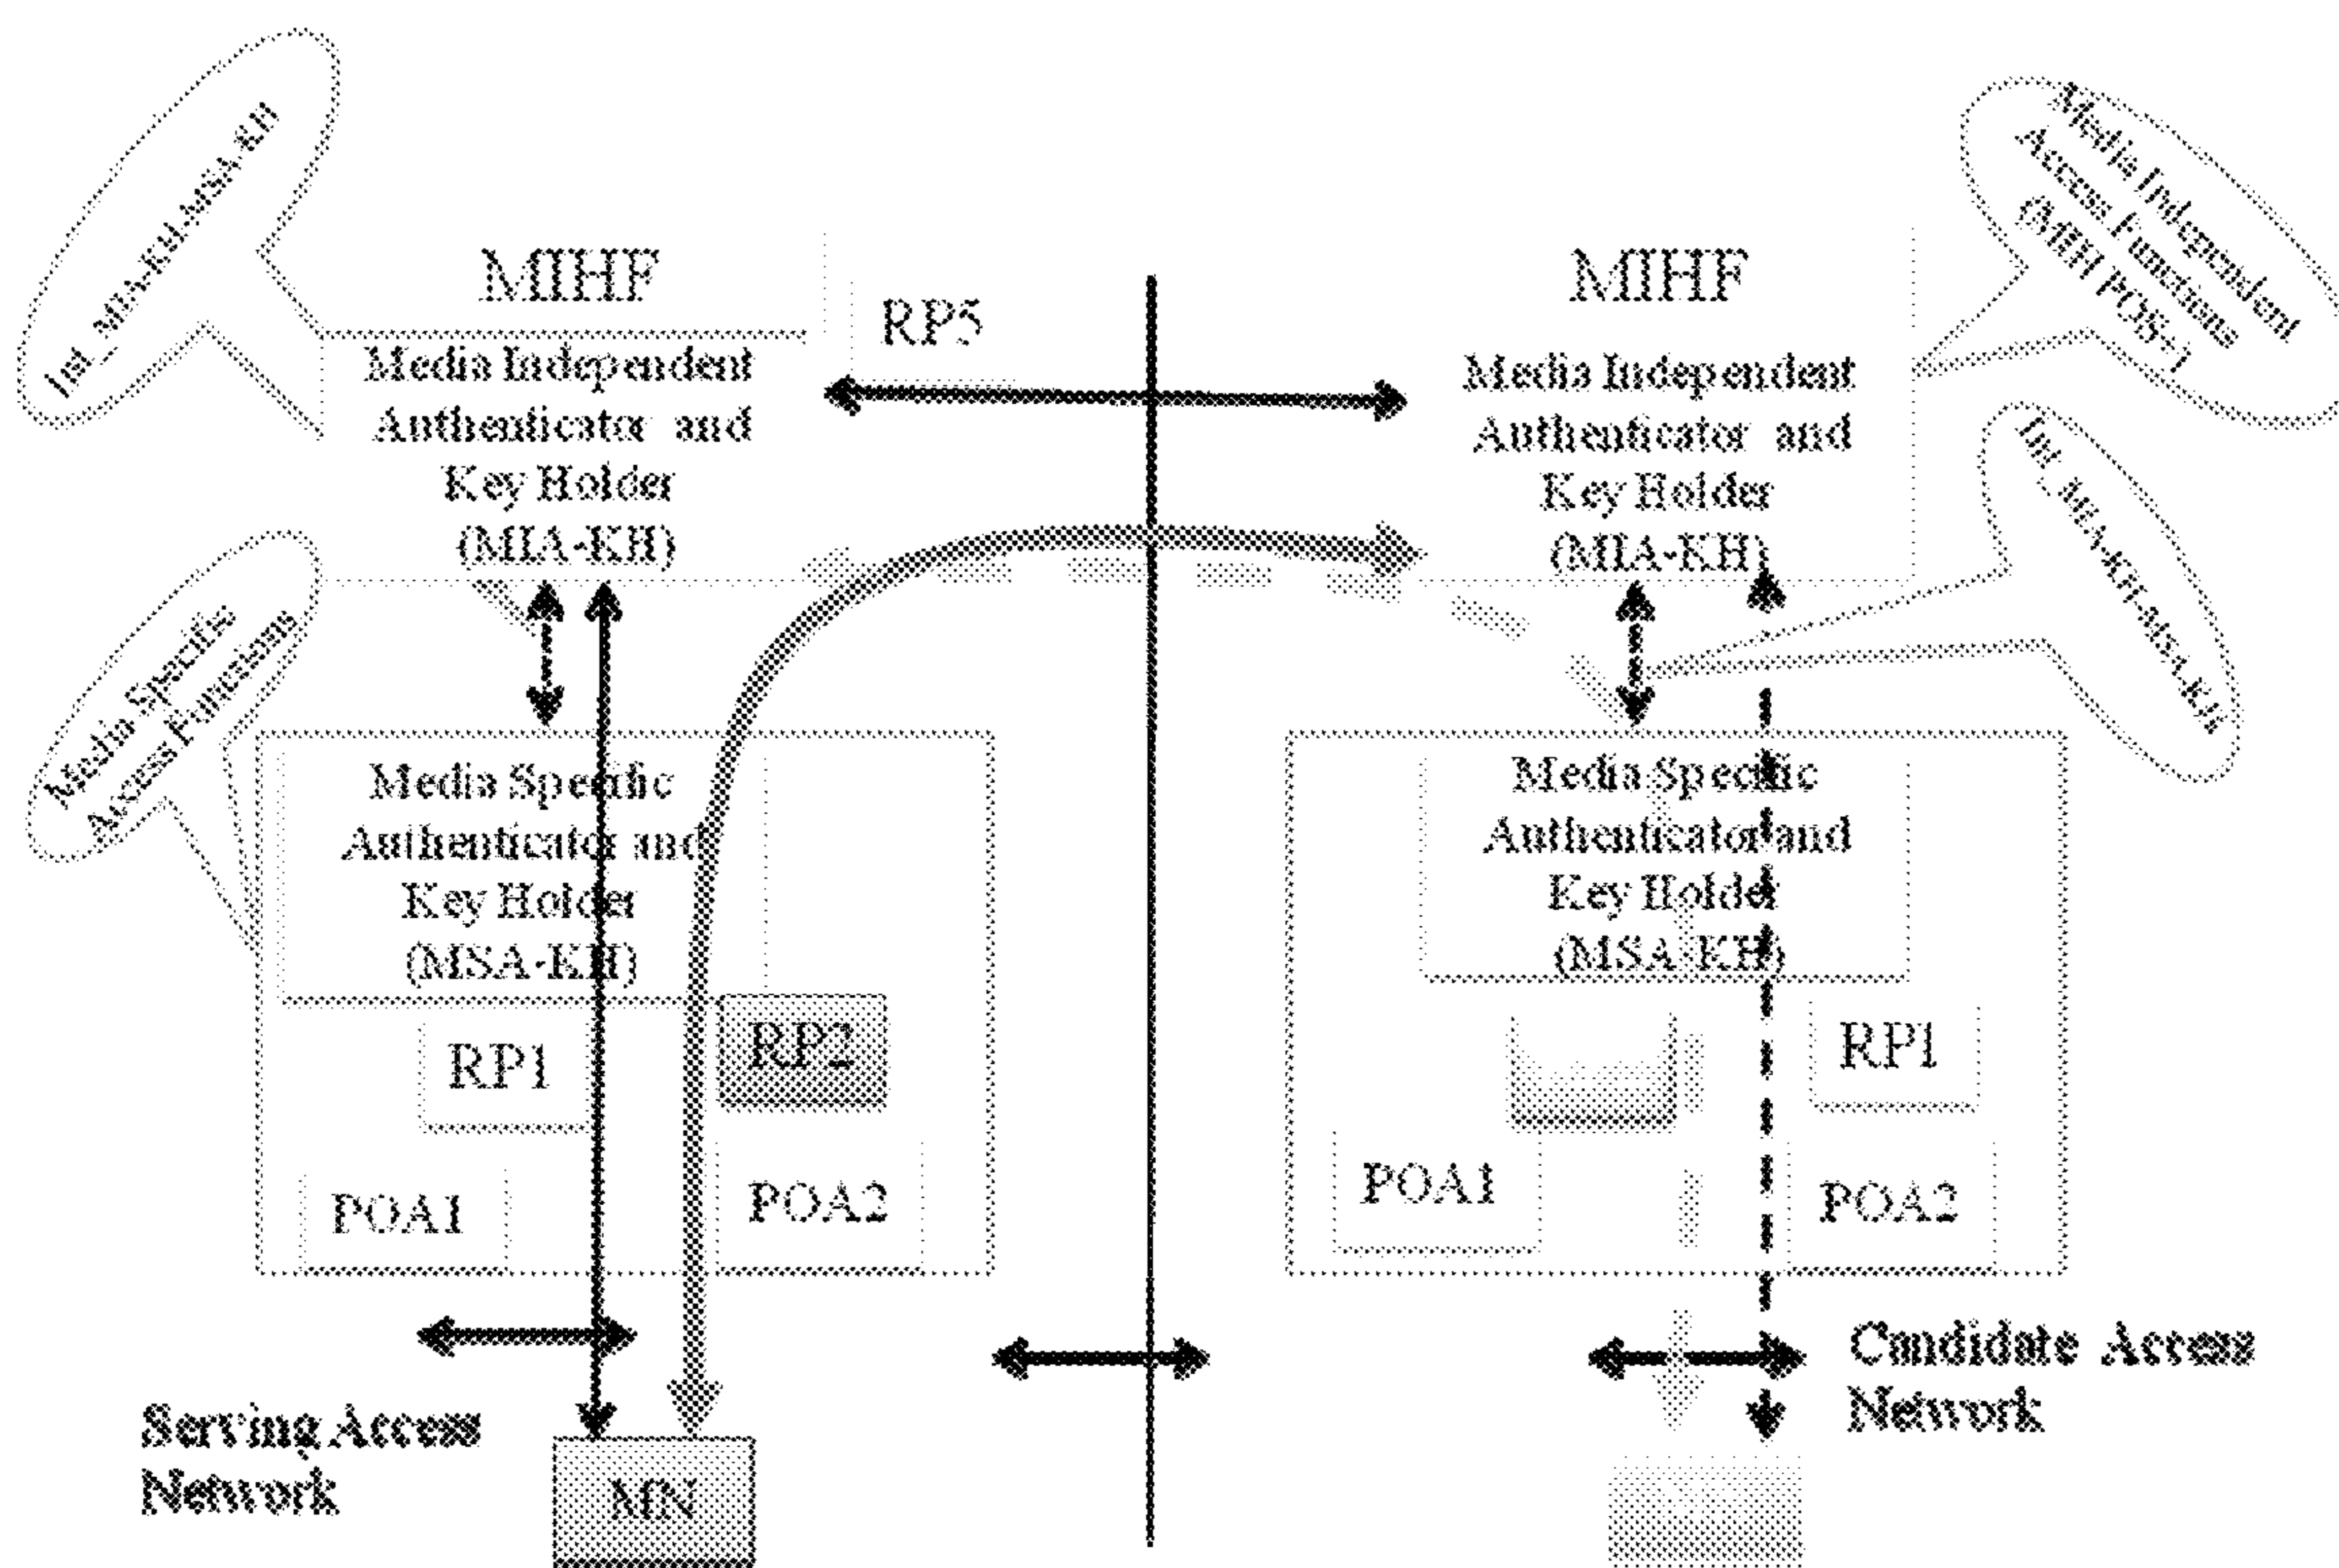 Int_MIA-KH-MSA-KH
MIHF
Media Independent
Authenticator and
Key Holder
(MIA-KH)
RP5
MIHF
Media Independent
Authenticator and
Key Holder
(MIA-KH)
Media Independent
Access Functions
(MIH POS-)
Int_MIA-KH-MSA-KH
Media Specific
Access Functions
Media Specific
Authenticator and
Key Holder
(MSA-KH)
RP1
RP2
POA1
POA2
Media Specific
Authenticator and
Key Holder
(MSA-KH)
RP1
POA1
POA2
Serving Access
Network
MN
Candidate Access
Network